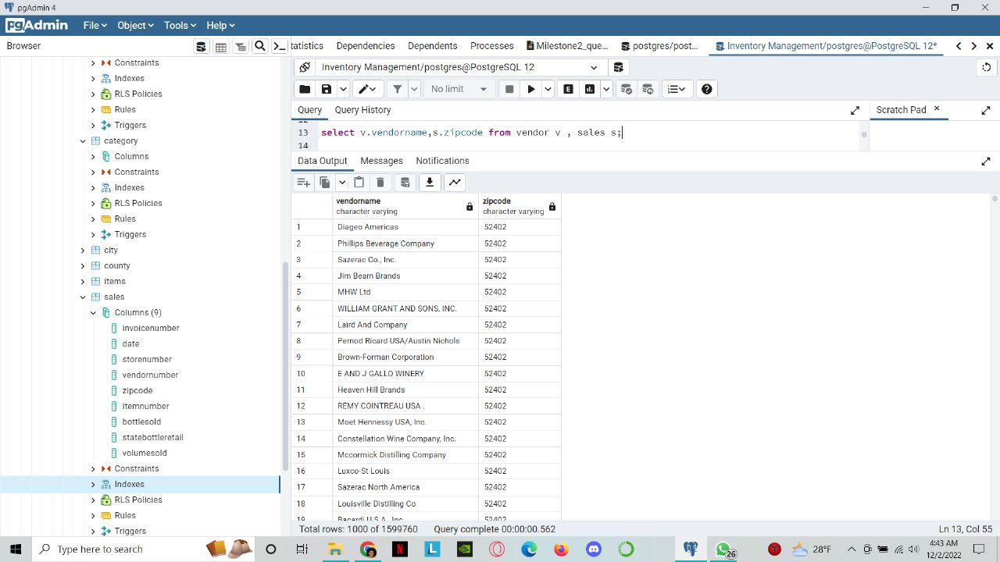 pgAdmin 4
pgAdmin File Object Tools Help
Browser
tatistics Dependencies Dependents Processes Milestone2_que... postgres/post... Inventory Management/postgres@PostgreSQL 12*
Inventory Management/postgres@PostgreSQL 12
No limit
E
Query Query History
Scratch Pad
13 select v.vendorname,s.zipcode from vendor v , sales s;
14
Data Output Messages Notifications
Constraints
Indexes
RLS Policies
Rules
Triggers
category
Columns
Constraints
Indexes
RLS Policies
Rules
Triggers
city
county
items
sales
Columns (9)
invoicenumber
date
storenumber
vendornumber
zipcode
itemnumber
bottlesold
statebottleretail
volumesold
Constraints
Indexes
RLS Policies
Rules
Triggers
vendorname zipcode
character varying character varying
1 Diageo Americas 52402
2 Phillips Beverage Company 52402
3 Sazerac Co., Inc. 52402
4 Jim Beam Brands 52402
5 MHW Ltd 52402
6 WILLIAM GRANT AND SONS, INC. 52402
7 Laird And Company 52402
8 Pernod Ricard USA/Austin Nichols 52402
9 Brown-Forman Corporation 52402
10 E AND J GALLO WINERY 52402
11 Heaven Hill Brands 52402
12 REMY COINTREAU USA . 52402
13 Moet Hennessy USA, Inc. 52402
14 Constellation Wine Company, Inc. 52402
15 Mccormick Distilling Company 52402
16 Luxco-St Louis 52402
17 Sazerac North America 52402
18 Louisville Distilling Co 52402
19 Bacardi U.S.A., Inc. 52402
Total rows: 1000 of 1599760 Query complete 00:00:00.562 Ln 13, Col 55
Type here to search
26
28°F
4:43 AM
12/2/2022